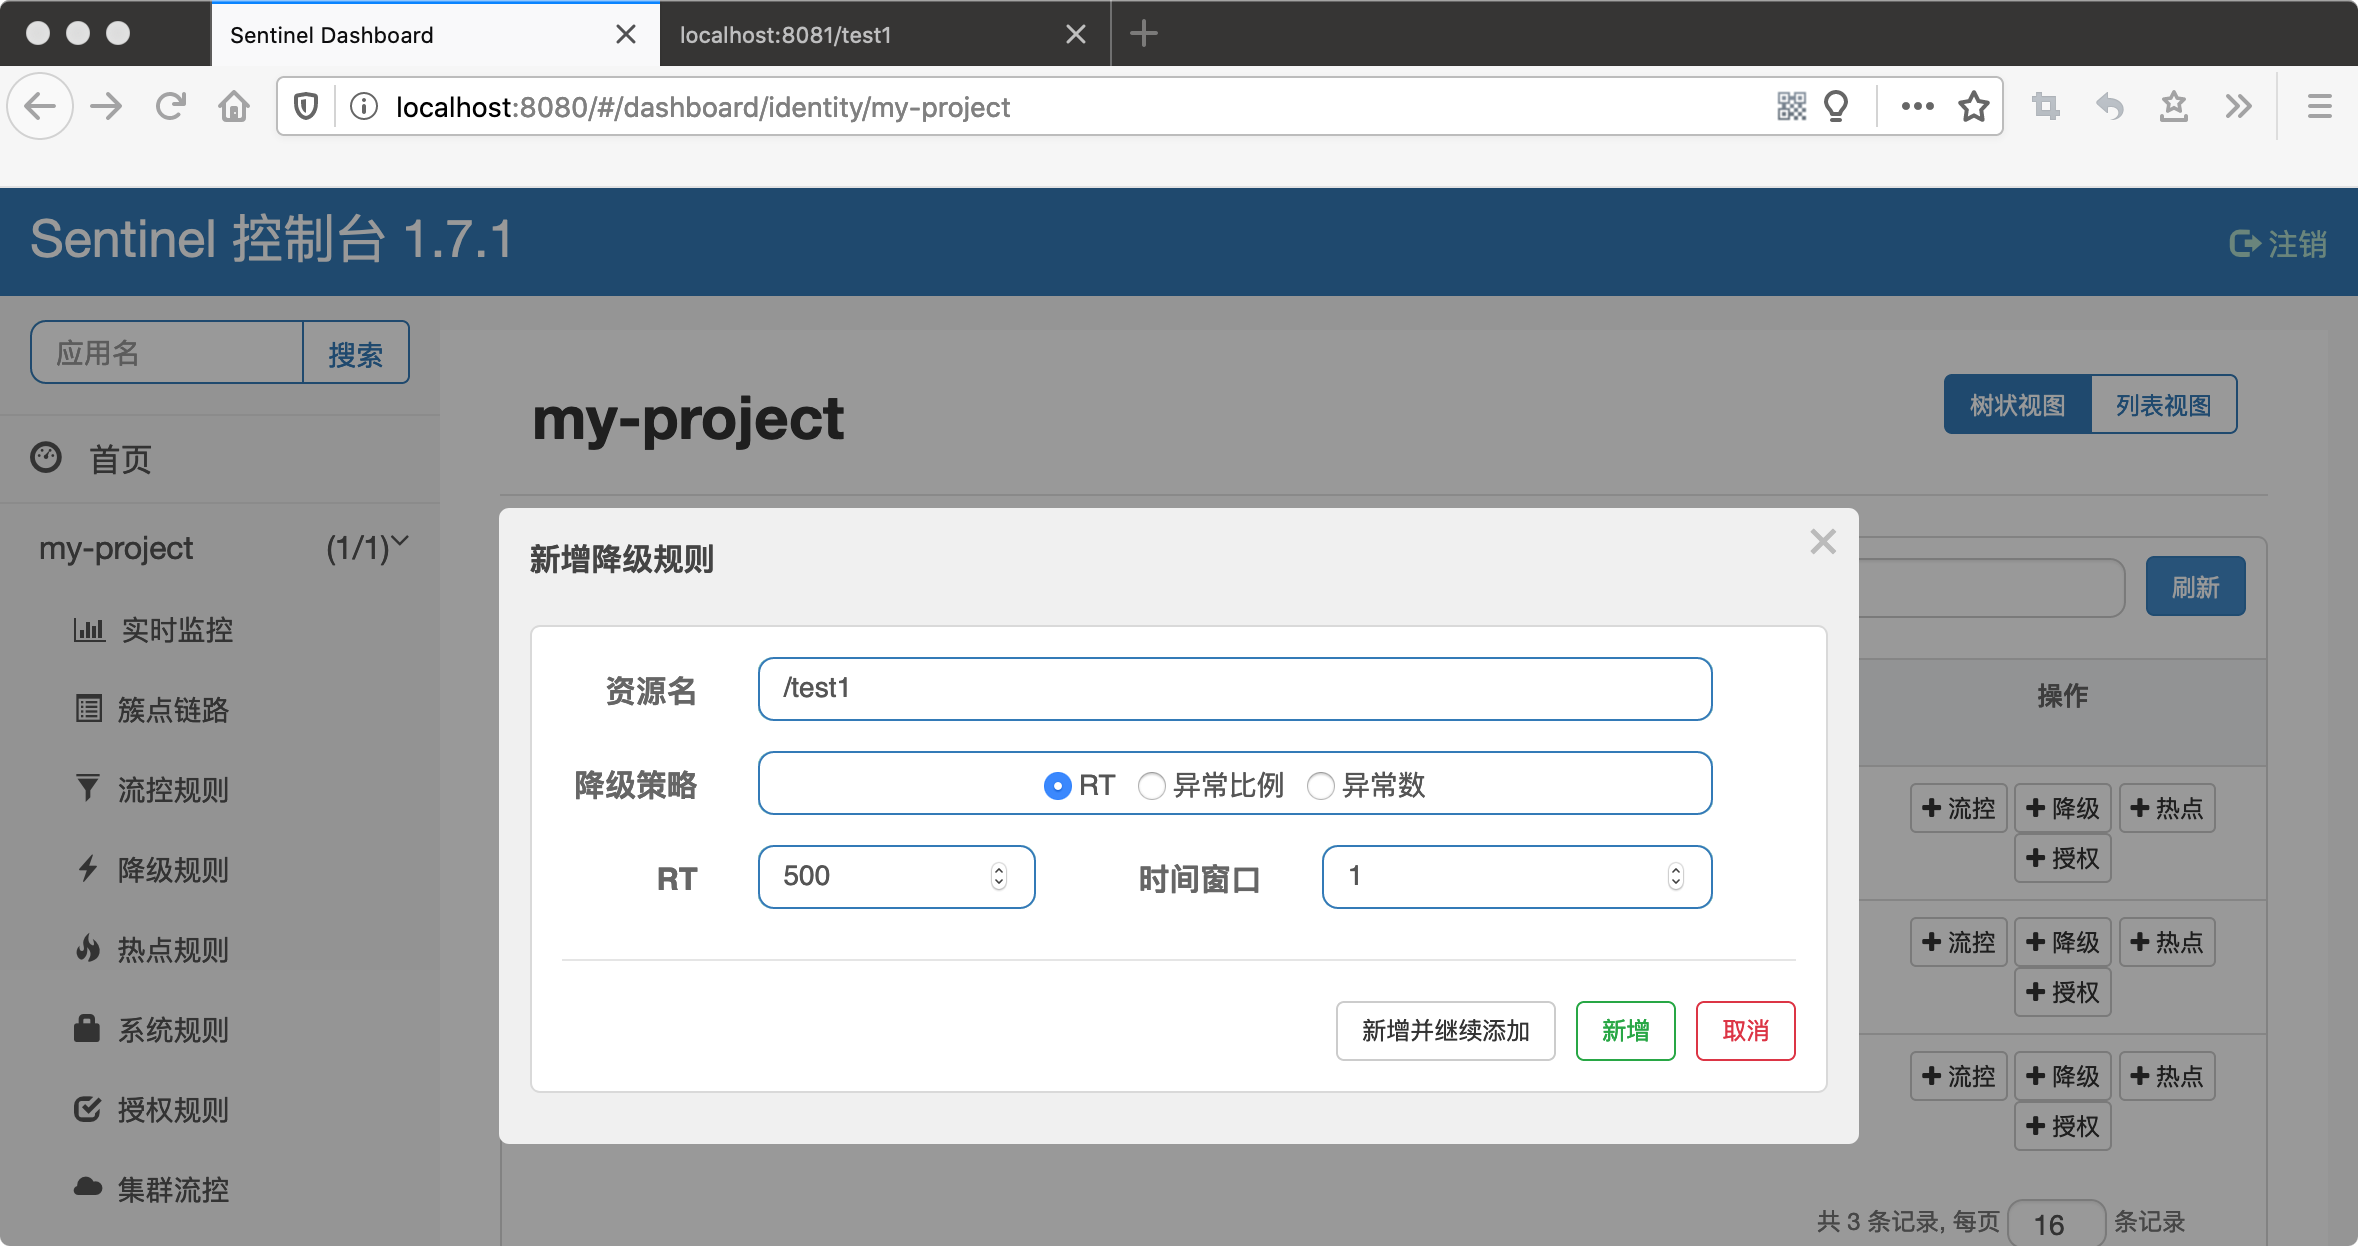 Sentinel Dashboard
localhost:8081/test1
localhost:8080/#/dashboard/identity/my-project
Sentinel 控制台 1.7.1
注销
应用名
搜索
首页
my-project
(1/1)
实时监控
簇点链路
流控规则
降级规则
热点规则
系统规则
授权规则
集群流控
my-project
树状视图
列表视图
刷新
新增降级规则
资源名
/test1
降级策略
RT 异常比例 异常数
RT
500
时间窗口
1
新增并继续添加
新增
取消
操作
流控 降级 热点
授权
流控 降级 热点
授权
流控 降级 热点
授权
共 3 条记录, 每页 16 条记录